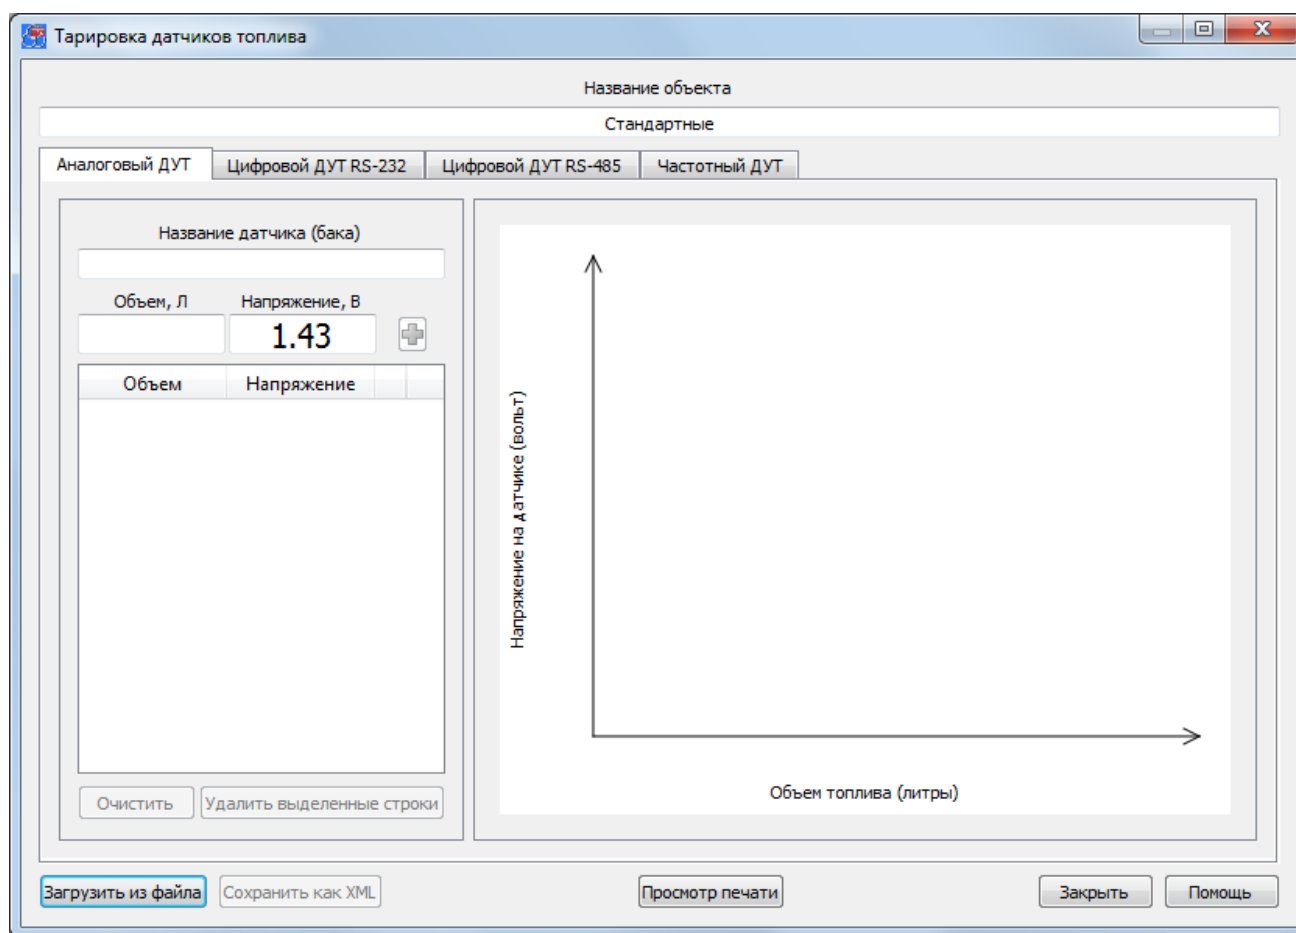 Тарировка датчиков топлива
Название объекта
Стандартные
Аналоговый ДУТ
Цифровой ДУТ RS-232
Цифровой ДУТ RS-485
Частотный ДУТ
Название датчика (бака)
Объем, Л
Напряжение, В
1.43
Объем
Напряжение
Очистить
Удалить выделенные строки
Напряжение на датчике (вольт)
Объем топлива (литры)
Загрузить из файла
Сохранить как XML
Просмотр печати
Закрыть
Помощь